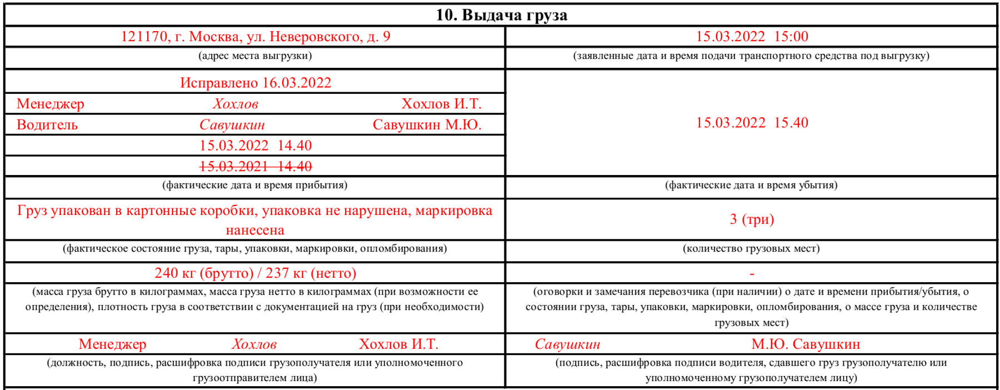 10. Выдача груза
121170, г. Москва, ул. Неверовского, д. 9
15.03.2022 15:00
(адрес места выгрузки)
(заявленные дата и время подачи транспортного средства под выгрузку)
Исправлено 16.03.2022
Менеджер Хохлов Хохлов И.Т.
Водитель Савушкин Савушкин М.Ю.
15.03.2022 14.40
15.03.2021 14.40
15.03.2022 15.40
(фактические дата и время прибытия)
(фактические дата и время убытия)
Груз упакован в картонные коробки, упаковка не нарушена, маркировка
нанесена
3 (три)
(фактическое состояние груза, тары, упаковки, маркировки, опломбирования)
(количество грузовых мест)
240 кг (брутто) / 237 кг (нетто)
-
(масса груза брутто в килограммах, масса груза нетто в килограммах (при возможности ее
определения), плотность груза в соответствии с документацией на груз (при необходимости)
(оговорки и замечания перевозчика (при наличии) о дате и времени прибытия/убытия, о
состоянии груза, тары, упаковки, маркировки, опломбирования, о массе груза и количестве
грузовых мест)
Менеджер Хохлов Хохлов И.Т.
Савушкин М.Ю. Савушкин
(должность, подпись, расшифровка подписи грузополучателя или уполномоченного
грузоотправителем лица)
(подпись, расшифровка подписи водителя, сдавшего груз грузополучателю или
уполномоченному грузополучателем лицу)